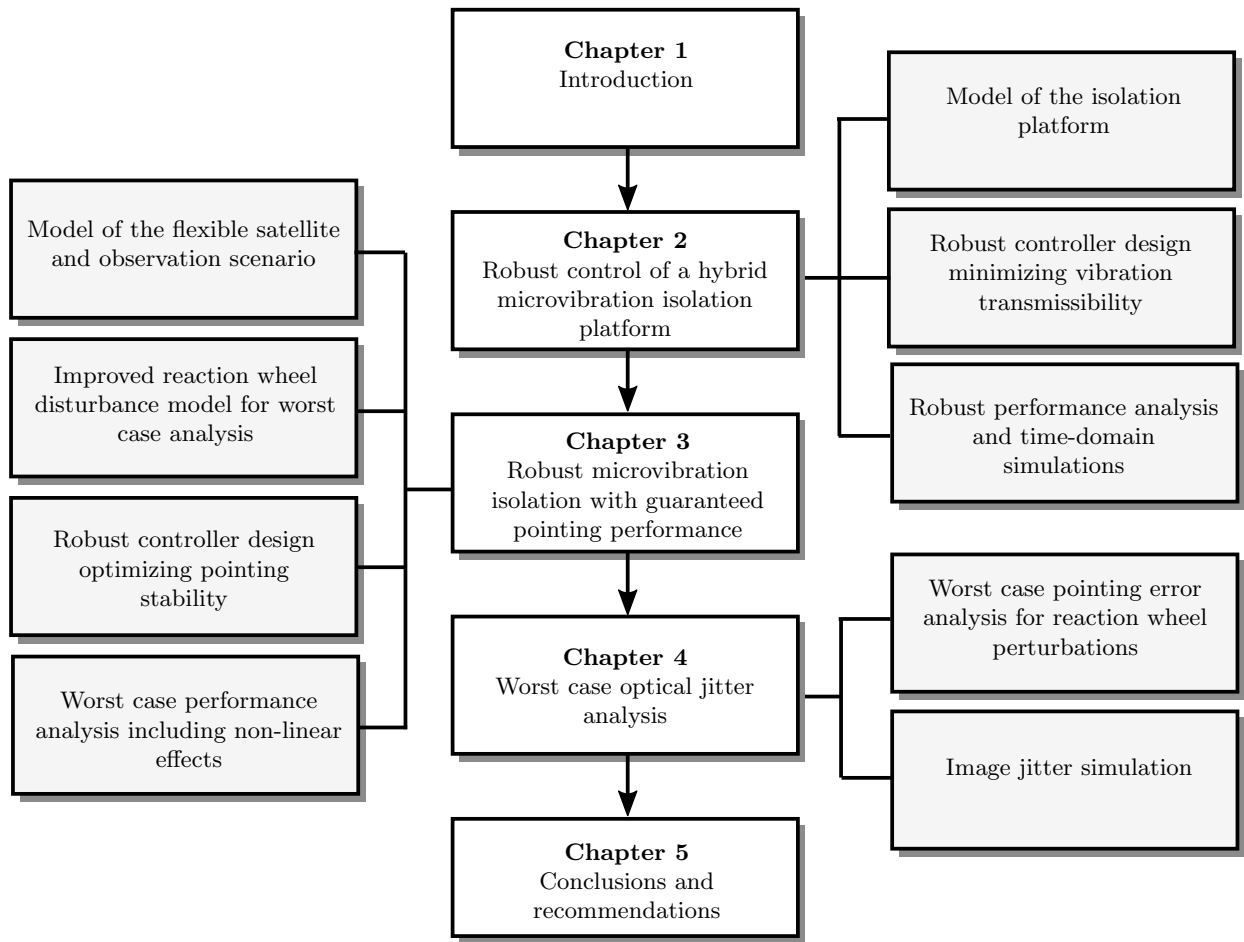 Chapter 1
Introduction
Model of the isolation
platform
Chapter 2
Robust control of a hybrid
microvibration isolation
platform
Robust controller design
minimizing vibration
transmissibility
Robust performance analysis
and time-domain
simulations
Model of the flexible satellite
and observation scenario
Improved reaction wheel
disturbance model for worst
case analysis
Robust controller design
optimizing pointing
stability
Worst case performance
analysis including non-linear
effects
Chapter 3
Robust microvibration
isolation with guaranteed
pointing performance
Chapter 4
Worst case optical jitter
analysis
Worst case pointing error
analysis for reaction wheel
perturbations
Image jitter simulation
Chapter 5
Conclusions and
recommendations